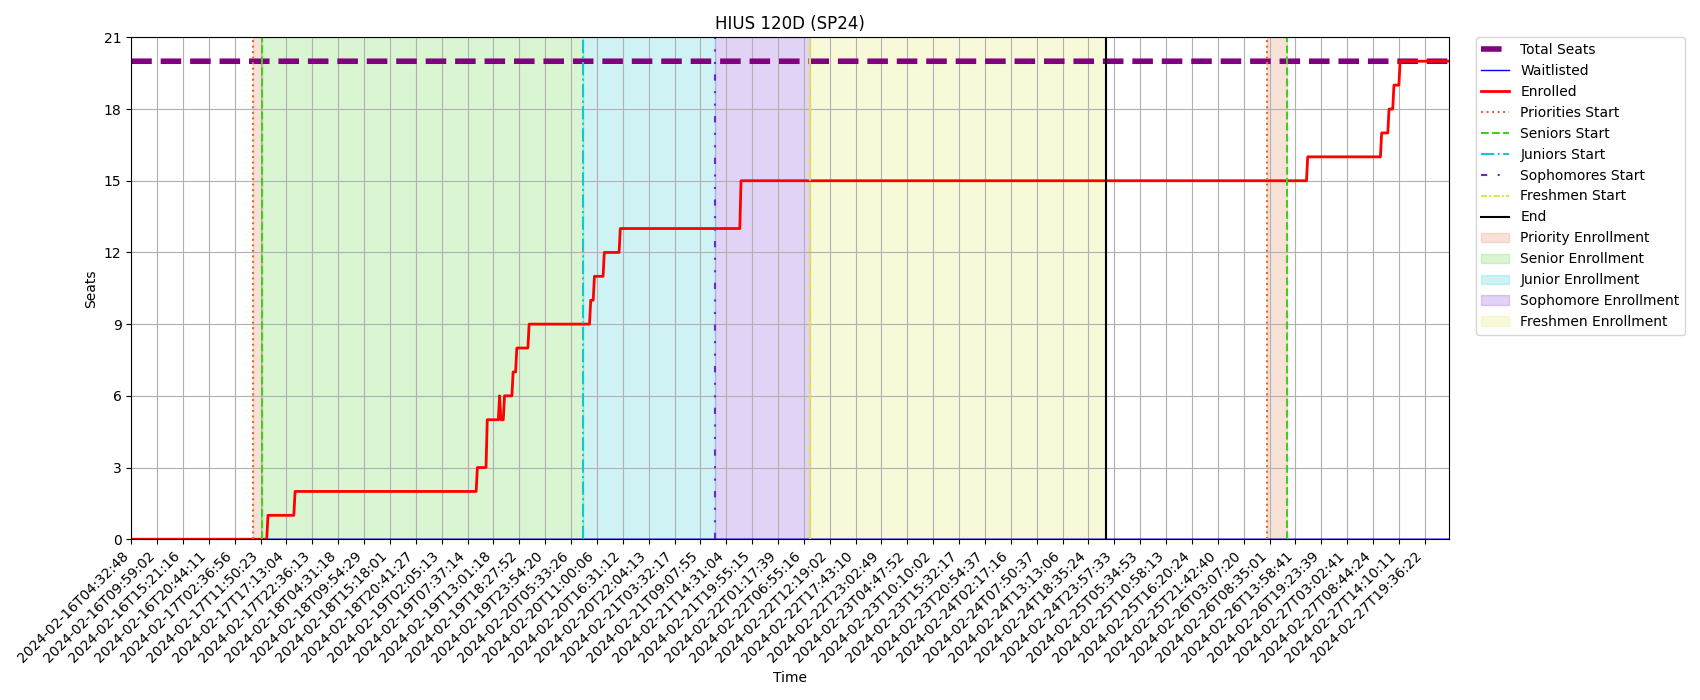 HIUS 120D (SP24)
21
18
15
12
9
6
3
0
Seats
2024-02-16T04:32:48
2024-02-16T09:59:02
2024-02-16T15:21:16
2024-02-16T20:44:11
2024-02-17T02:36:56
2024-02-17T11:50:23
2024-02-17T17:13:04
2024-02-17T22:36:13
2024-02-18T04:31:18
2024-02-18T09:54:29
2024-02-18T15:18:01
2024-02-18T20:41:27
2024-02-19T02:05:13
2024-02-19T07:37:14
2024-02-19T13:01:18
2024-02-19T18:27:52
2024-02-19T23:54:20
2024-02-20T05:33:26
2024-02-20T11:00:06
2024-02-20T16:31:12
2024-02-20T22:04:13
2024-02-21T03:32:17
2024-02-21T09:07:55
2024-02-21T14:31:04
2024-02-21T19:55:15
2024-02-22T01:17:39
2024-02-22T06:55:16
2024-02-22T12:19:02
2024-02-22T17:43:10
2024-02-22T23:02:49
2024-02-23T04:47:52
2024-02-23T10:10:02
2024-02-23T15:32:17
2024-02-23T20:54:37
2024-02-24T02:17:16
2024-02-24T07:50:37
2024-02-24T13:13:06
2024-02-24T18:35:24
2024-02-24T23:57:33
2024-02-25T05:34:53
2024-02-25T10:58:13
2024-02-25T16:20:24
2024-02-25T21:42:40
2024-02-26T03:07:20
2024-02-26T08:35:01
2024-02-26T13:58:41
2024-02-26T19:23:39
2024-02-27T03:02:41
2024-02-27T08:44:24
2024-02-27T14:10:11
2024-02-27T19:36:22
Time
Total Seats
Waitlisted
Enrolled
Priorities Start
Seniors Start
Juniors Start
Sophomores Start
Freshmen Start
End
Priority Enrollment
Senior Enrollment
Junior Enrollment
Sophomore Enrollment
Freshmen Enrollment